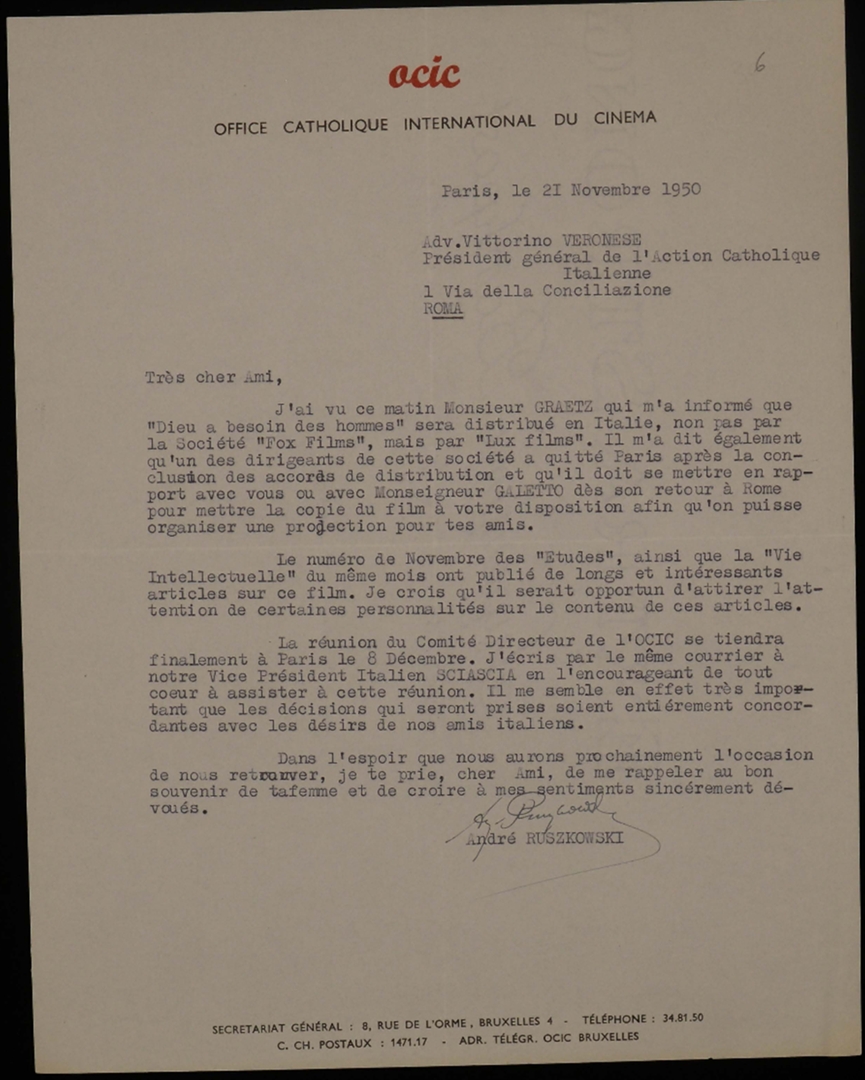 6
ocic
OFFICE CATHOLIQUE INTERNATIONAL DU CINEMA
Paris, le 2I Novembre 1950
Adv.Vittorino VERONESE
Président général de l'Action Catholique
Italienne
1 Via della Conciliazione
ROMA
Très cher Ami,
J'ai vu ce matin Monsieur GRAETZ qui m'a informé que
"Dieu a besoin des hommes" sera distribué en Italie, non pas par
la Société "Fox Films", mais par "Lux films". Il m'a dit également
qu'un des dirigeants de cette société a quitté Paris après la con-
clusion des accords de distribution et qu'il doit se mettre en rap-
port avec vous ou avec Monseigneur GALETTO dès son retour à Rome
pour mettre la copie du film à votre disposition afin qu'on puisse
organiser une projection pour tes amis.
Le numéro de Novembre des "Etudes", ainsi que la "Vie
Intellectuelle" du même mois ont publié de longs et intéressants
articles sur ce film. Je crois qu'il serait opportun d'attirer l'at-
tention de certaines personnalités sur le contenu de ces articles.
La réunion du Comité Directeur de l'OCIC se tiendra
finalement à Paris le 8 Décembre. J'écris par le même courrier à
notre Vice Président Italien SCIASCIA en l'encourageant de tout
coeur à assister à cette réunion. Il me semble en effet très impor-
tant que les décisions qui seront prises soient entiérement concor-
dantes avec les désirs de nos amis italiens.
Dans l'espoir que nous aurons prochainement l'occasion
de nous retrouver, je te prie, cher Ami, de me rappeler au bon
souvenir de tafemme et de croire à mes sentiments sincérement dé-
voués.
André RUSZKOWSKI
SECRETARIAT GÉNÉRAL : 8, RUE DE L'ORME, BRUXELLES 4 - TÉLÉPHONE : 34.81.50
C. CH. POSTAUX : 1471.17 - ADR. TÉLÉGR. OCIC BRUXELLES